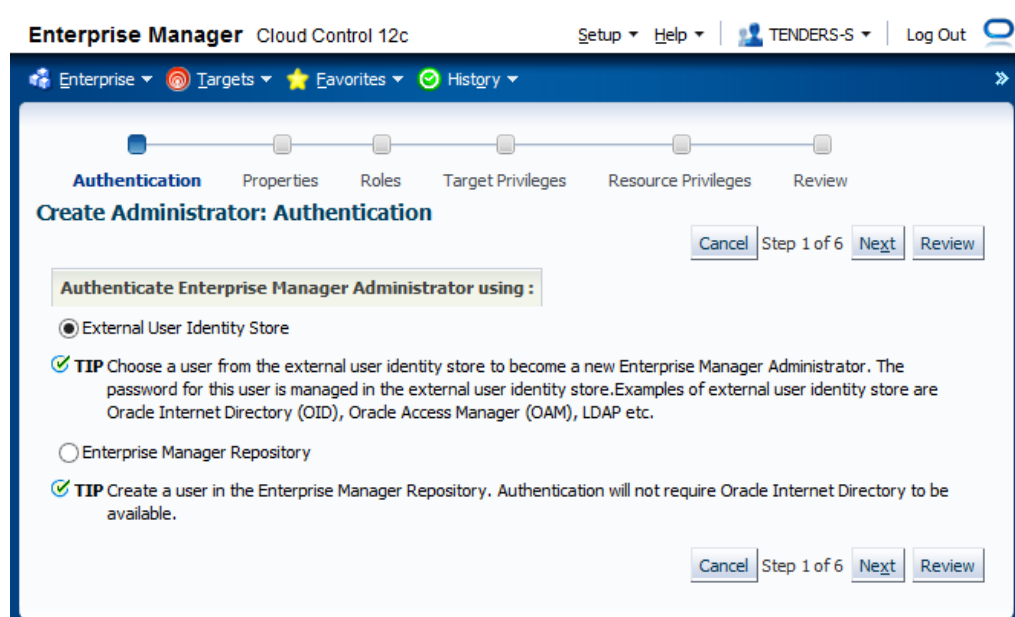 Enterprise Manager Cloud Control 12c Setup Help TENDERS-S Log Out
Enterprise Targets Favorites History »
Authentication Properties Roles Target Privileges Resource Privileges Review
Create Administrator: Authentication
Cancel Step 1 of 6 Next Review
Authenticate Enterprise Manager Administrator using :
External User Identity Store
TIP Choose a user from the external user identity store to become a new Enterprise Manager Administrator. The
password for this user is managed in the external user identity store.Examples of external user identity store are
Oracle Internet Directory (OID), Oracle Access Manager (OAM), LDAP etc.
Enterprise Manager Repository
TIP Create a user in the Enterprise Manager Repository. Authentication will not require Oracle Internet Directory to be
available.
Cancel Step 1 of 6 Next Review